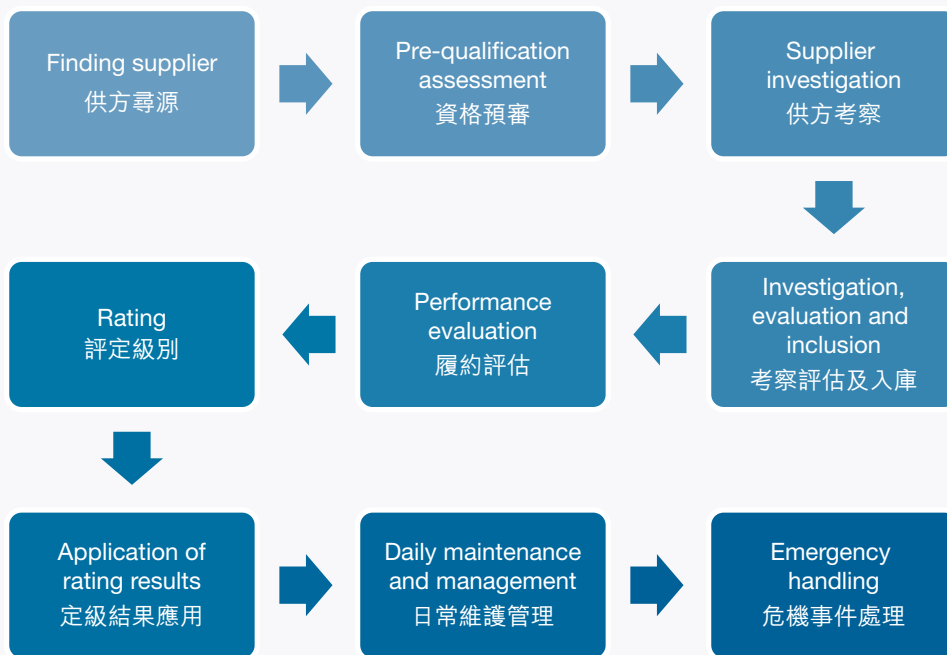 Finding supplier
供方尋源
Pre-qualification
assessment
資格預審
Supplier
investigation
供方考察
Investigation,
evaluation and
inclusion
考察評估及入庫
Performance
evaluation
履約評估
Rating
評定級別
Application of
rating results
定級結果應用
Daily maintenance
and management
日常維護管理
Emergency
handling
危機事件處理